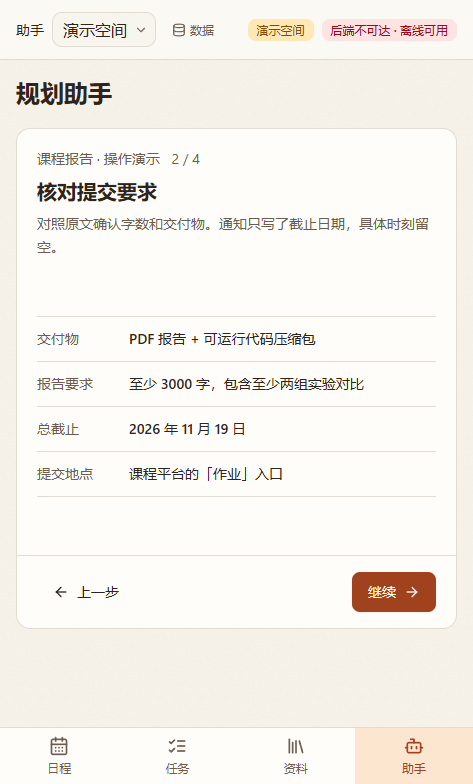 助手 演示空间 数据 演示空间 后端不可达 · 离线可用
规划助手
课程报告 · 操作演示 2 / 4
核对提交要求
对照原文确认字数和交付物。通知只写了截止日期，具体时刻留
空。
交付物 PDF 报告 + 可运行代码压缩包
报告要求 至少 3000 字，包含至少两组实验对比
总截止 2026 年 11 月 19 日
提交地点 课程平台的「作业」入口
上一步 继续
日程 任务 资料 助手